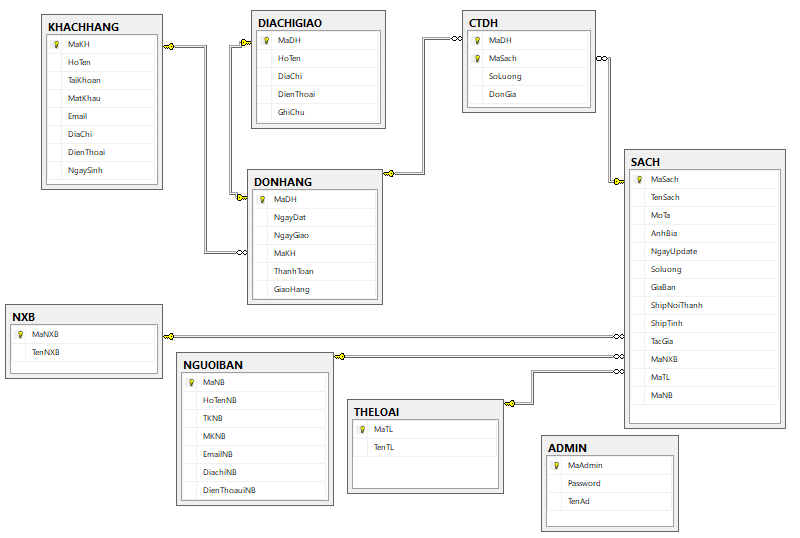 KHACHHANG
MaKH
HoTen
TaiKhoan
MatKhau
Email
DiaChi
DienThoai
NgaySinh
DIACHIGIAO
MaDH
HoTen
DiaChi
DienThoai
GhiChu
CTDH
MaDH
MaSach
SoLuong
DonGia
DONHANG
MaDH
NgayDat
NgayGiao
MaKH
ThanhToan
GiaoHang
SACH
MaSach
TenSach
MoTa
AnhBia
NgayUpdate
Soluong
GiaBan
ShipNoiThanh
ShipTinh
TacGia
MaNXB
MaTL
MaNB
NXB
MaNXB
TenNXB
NGUOIBAN
MaNB
HoTenNB
TKNB
MKNB
EmailNB
DiachiNB
DienThoauiNB
THELOAI
MaTL
TenTL
ADMIN
MaAdmin
Password
TenAd